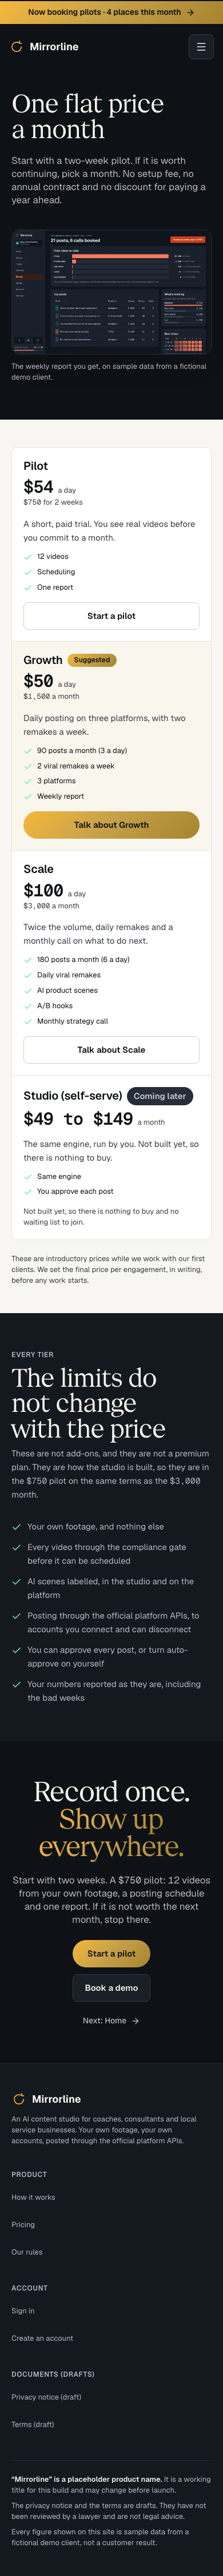 Now booking pilots · 4 places this month →
Mirrorline
One flat price
a month
Start with a two-week pilot. If it is worth
continuing, pick a month. No setup fee, no
annual contract and no discount for paying a
year ahead.
21 posts, 6 calls booked
The weekly report you get, on sample data from a fictional
demo client.
Pilot
$54 a day
$750 for 2 weeks
A short, paid trial. You see real videos before
you commit to a month.
12 videos
Scheduling
One report
Start a pilot
Growth Suggested
$50 a day
$1,500 a month
Daily posting on three platforms, with two
remakes a week.
90 posts a month (3 a day)
2 viral remakes a week
3 platforms
Weekly report
Talk about Growth
Scale
$100 a day
$3,000 a month
Twice the volume, daily remakes and a
monthly call on what to do next.
180 posts a month (6 a day)
Daily viral remakes
AI product scenes
A/B hooks
Monthly strategy call
Talk about Scale
Studio (self-serve) Coming later
$49 to $149 a month
The same engine, run by you. Not built yet, so
there is nothing to buy.
Same engine
You approve each post
Not built yet, so there is nothing to buy and no
waiting list to join.
These are introductory prices while we work with our first
clients. We set the final price per engagement, in writing,
before any work starts.
EVERY TIER
The limits do
not change
with the price
These are not add-ons, and they are not a premium
plan. They are how the studio is built, so they are in
the $750 pilot on the same terms as the $3,000
month.
Your own footage, and nothing else
Every video through the compliance gate
before it can be scheduled
AI scenes labelled, in the studio and on the
platform
Posting through the official platform APIs, to
accounts you connect and can disconnect
You can approve every post, or turn auto-
approve on yourself
Your numbers reported as they are, including
the bad weeks
Record once.
Show up
everywhere.
Start with two weeks. A $750 pilot: 12 videos
from your own footage, a posting schedule
and one report. If it is not worth the next
month, stop there.
Start a pilot
Book a demo
Next: Home →
Mirrorline
An AI content studio for coaches, consultants and local
service businesses. Your own footage, your own
accounts, posted through the official platform APIs.
PRODUCT
How it works
Pricing
Our rules
ACCOUNT
Sign in
Create an account
DOCUMENTS (DRAFTS)
Privacy notice (draft)
Terms (draft)
"Mirrorline" is a placeholder product name. It is a working
title for this build and may change before launch.
The privacy notice and the terms are drafts. They have not
been reviewed by a lawyer and are not legal advice.
Every figure shown on this site is sample data from a
fictional demo client, not a customer result.